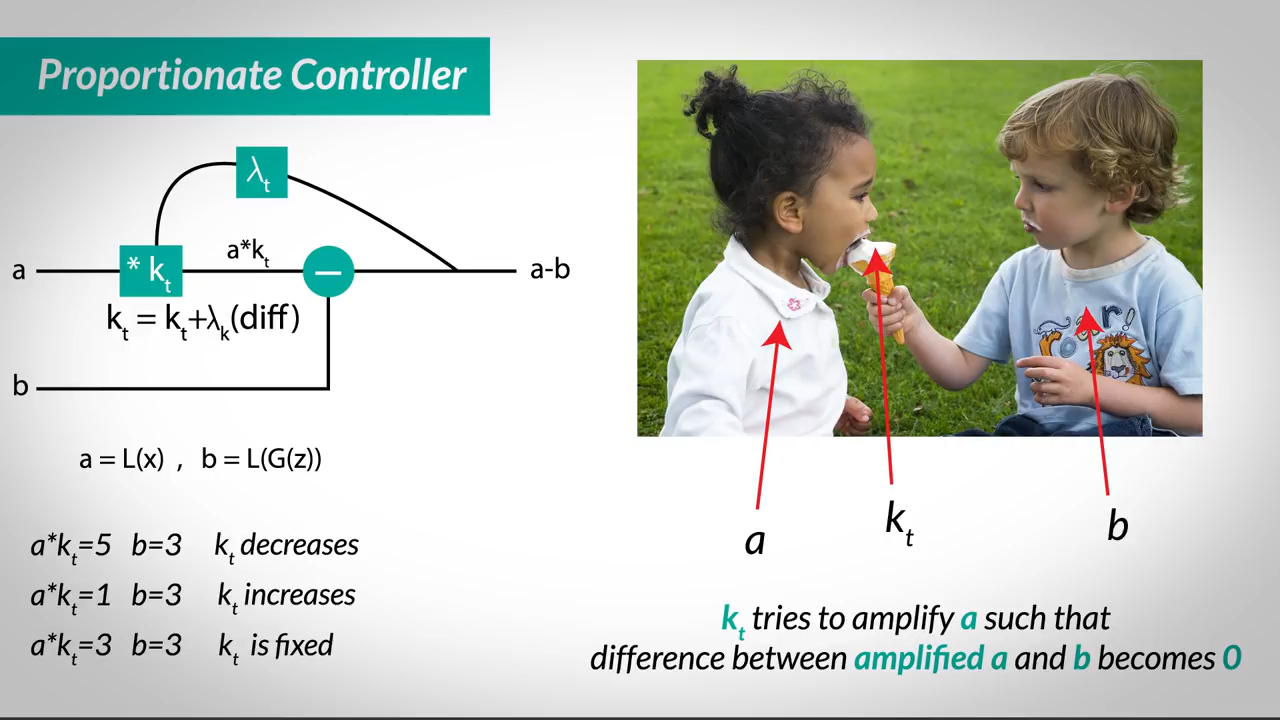 Proportionate Controller
λt
a
* kt
a*kt
−
a-b
kt = kt+λk(diff)
b
a = L(x) , b = L(G(z))
a*kt=5 b=3 kt decreases
a*kt=1 b=3 kt increases
a*kt=3 b=3 kt is fixed
a
kt
b
kt tries to amplify a such that
difference between amplified a and b becomes 0